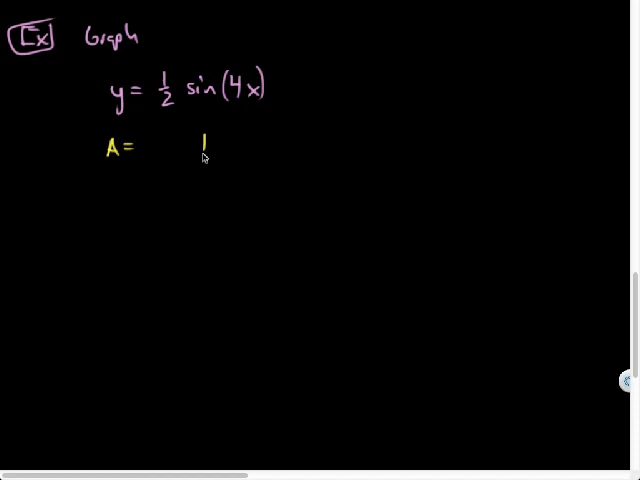 Ex Graph
y = 1/2 sin(4x)
A = 1